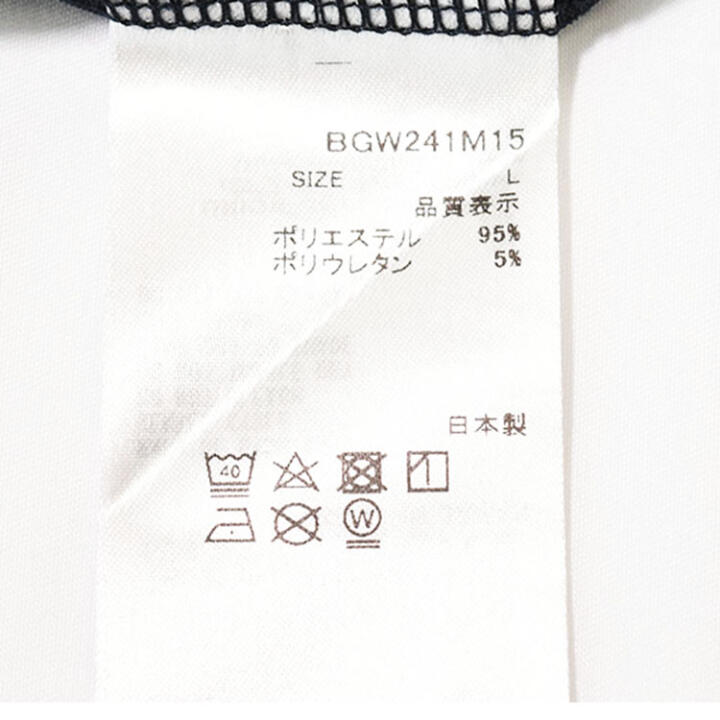 BGW241M15
SIZE L
品質表示
ポリエステル 95%
ポリウレタン 5%
日本製
40
W